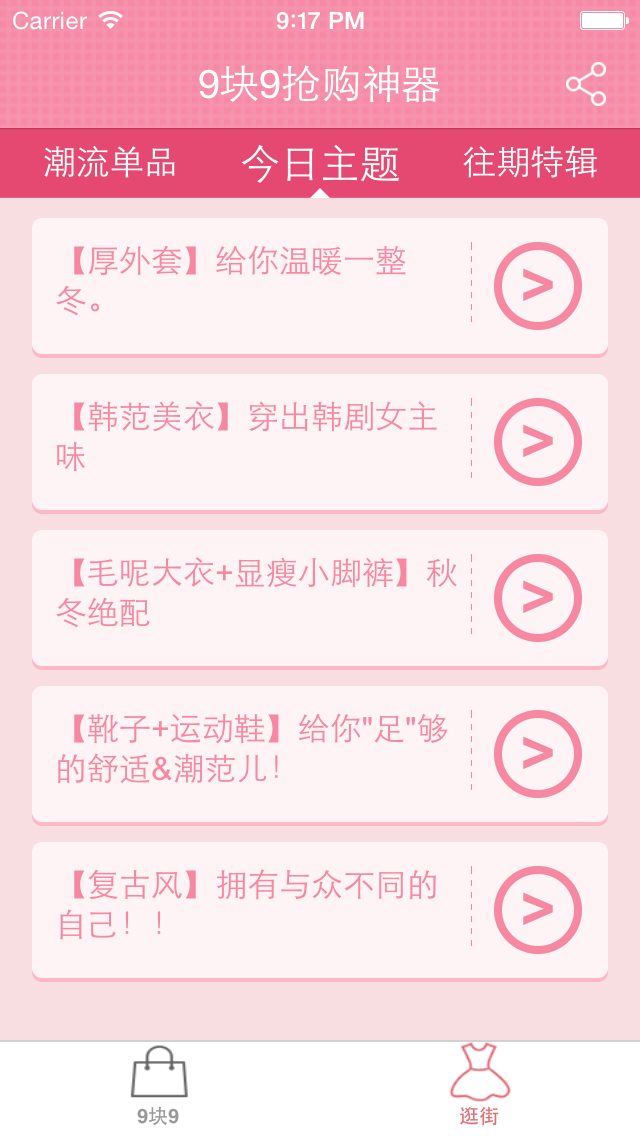 Carrier 9:17 PM
9块9抢购神器
潮流单品 今日主题 往期特辑
【厚外套】给你温暖一整
冬。
>
【韩范美衣】穿出韩剧女主
味
>
【毛呢大衣+显瘦小脚裤】秋
冬绝配
>
【靴子+运动鞋】给你"足"够
的舒适&潮范儿！
>
【复古风】拥有与众不同的
自己！！
>
9块9 逛街